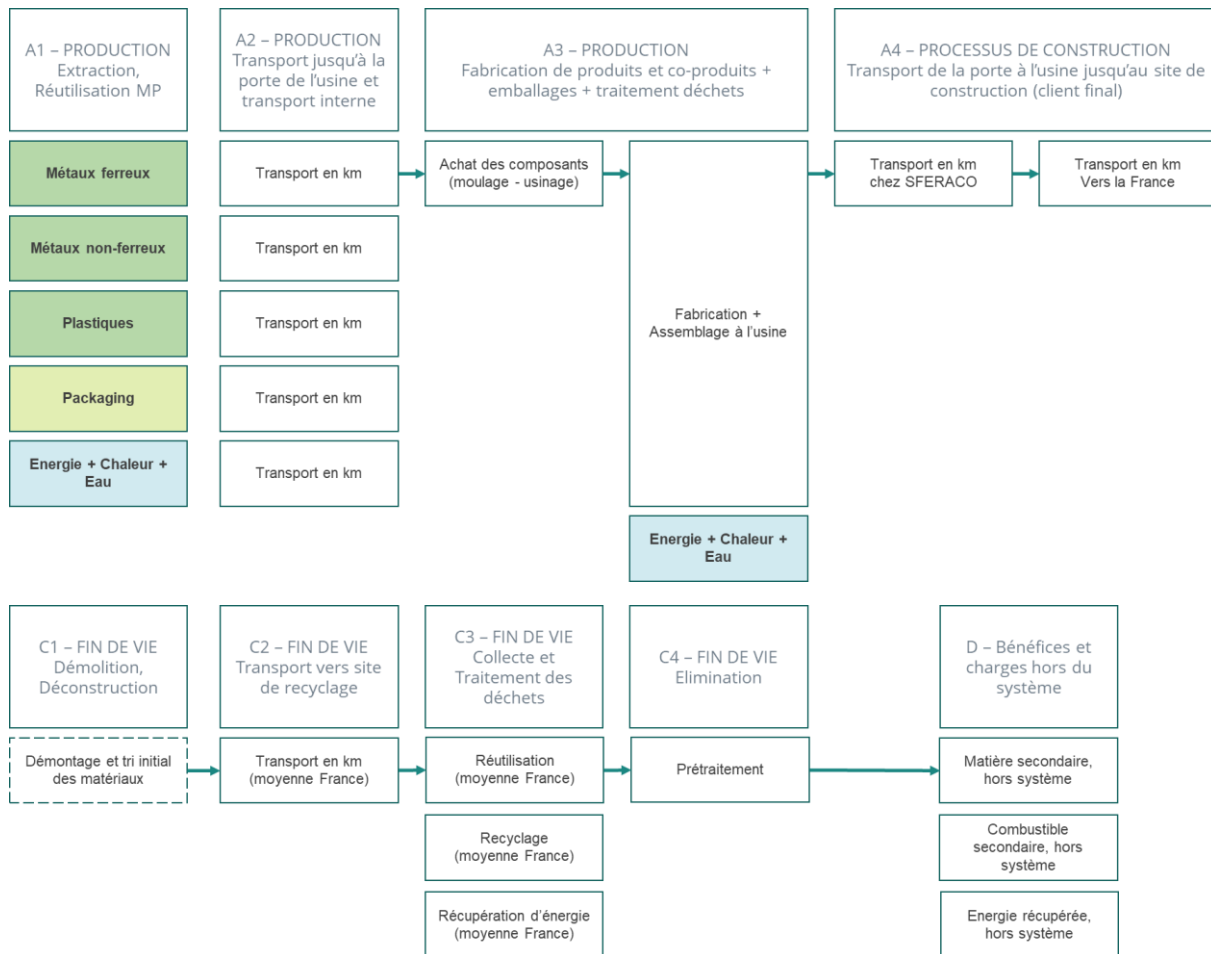 A1 – PRODUCTION
Extraction,
Réutilisation MP
A2 – PRODUCTION
Transport jusqu'à la
porte de l'usine et
transport interne
A3 – PRODUCTION
Fabrication de produits et co-produits +
emballages + traitement déchets
A4 – PROCESSUS DE CONSTRUCTION
Transport de la porte à l'usine jusqu'au site de
construction (client final)
Métaux ferreux
Transport en km
Achat des composants
(moulage - usinage)
Transport en km
chez SFERACO
Transport en km
Vers la France
Métaux non-ferreux
Transport en km
Plastiques
Transport en km
Fabrication +
Assemblage à l'usine
Packaging
Transport en km
Energie + Chaleur +
Eau
Transport en km
Energie + Chaleur +
Eau
C1 – FIN DE VIE
Démolition,
Déconstruction
C2 – FIN DE VIE
Transport vers site
de recyclage
C3 – FIN DE VIE
Collecte et
Traitement des
déchets
C4 – FIN DE VIE
Elimination
D – Bénéfices et
charges hors du
système
Démontage et tri initial
des matériaux
Transport en km
(moyenne France)
Réutilisation
(moyenne France)
Prétraitement
Matière secondaire,
hors système
Recyclage
(moyenne France)
Combustible
secondaire, hors
système
Récupération d'énergie
(moyenne France)
Energie récupérée,
hors système